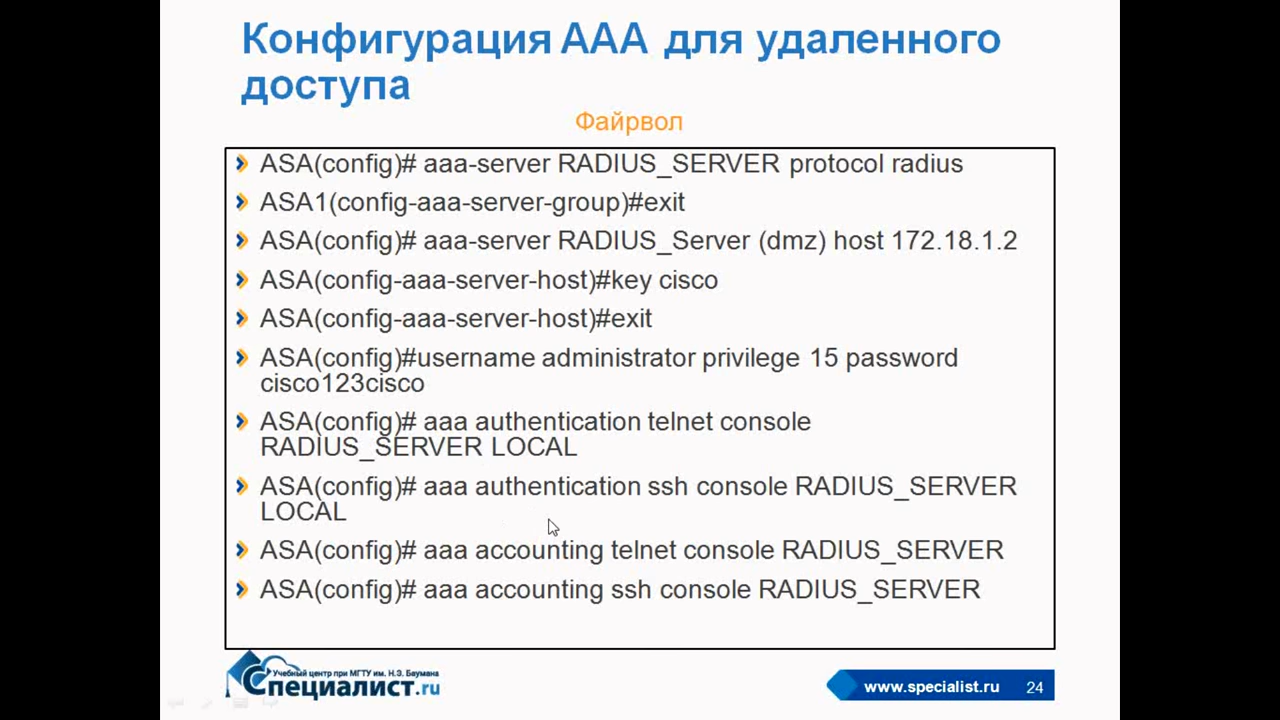 Конфигурация ААА для удаленного
доступа
Файрвол
ASA(config)# aaa-server RADIUS_SERVER protocol radius
ASA1(config-aaa-server-group)#exit
ASA(config)# aaa-server RADIUS_Server (dmz) host 172.18.1.2
ASA(config-aaa-server-host)#key cisco
ASA(config-aaa-server-host)#exit
ASA(config)#username administrator privilege 15 password
cisco123cisco
ASA(config)# aaa authentication telnet console
RADIUS_SERVER LOCAL
ASA(config)# aaa authentication ssh console RADIUS_SERVER
LOCAL
ASA(config)# aaa accounting telnet console RADIUS_SERVER
ASA(config)# aaa accounting ssh console RADIUS_SERVER
Учебный центр при МГТУ им. Н.Э. Баумана
Специалист.ru
www.specialist.ru 24